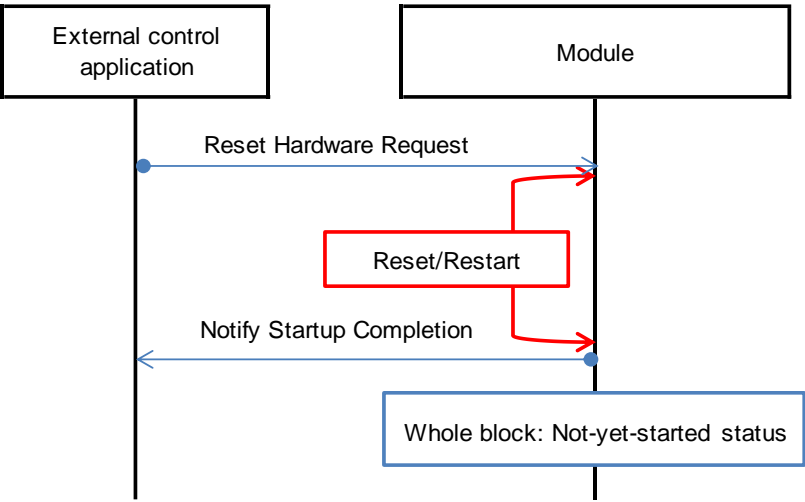 External control
application
Module
Reset Hardware Request
Reset/Restart
Notify Startup Completion
Whole block: Not-yet-started status